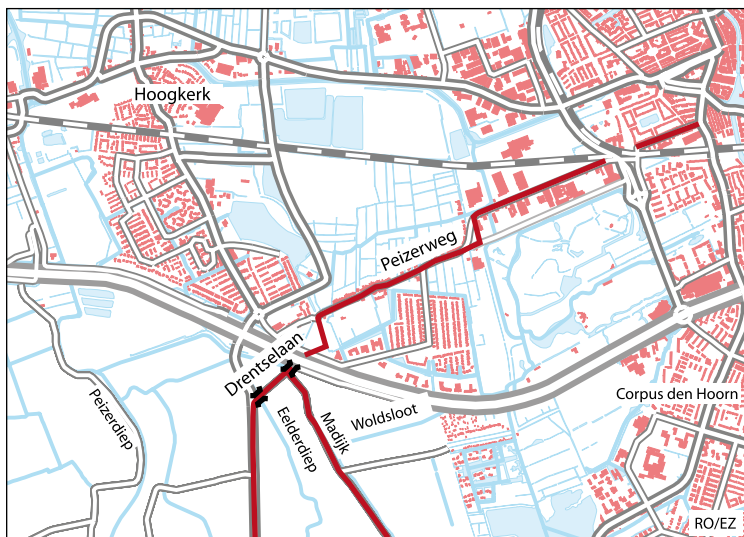 Hoogkerk
Peizerweg
Drentselaan
Peizerdiep
Eelderdiep
Madijk
Woldsloot
Corpus den Hoorn
RO/EZ